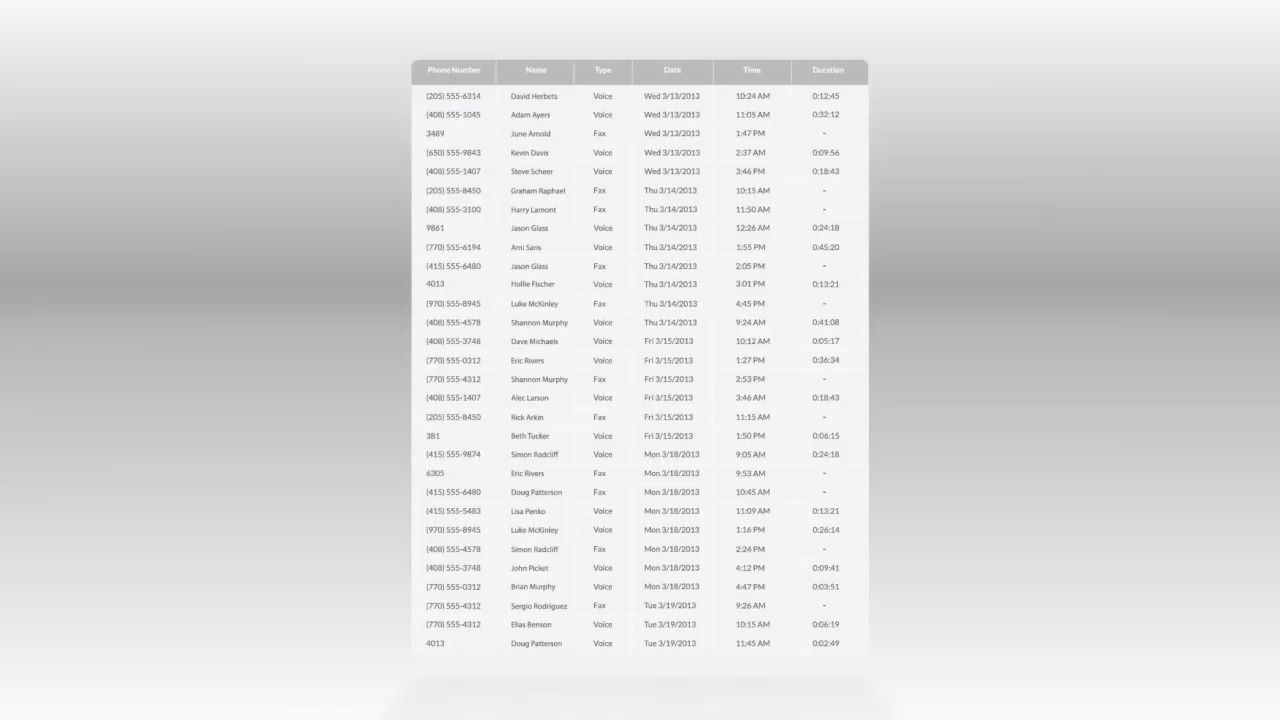 Phone Number Name Type Date Time Duration
(205) 555-6314 David Herbets Voice Wed 3/13/2013 10:24 AM 0:12:45
(408) 555-1045 Adam Ayers Voice Wed 3/13/2013 11:05 AM 0:32:12
3489 June Arnold Fax Wed 3/13/2013 1:47 PM -
(650) 555-9843 Kevin Davis Voice Wed 3/13/2013 2:37 AM 0:09:56
(408) 555-1407 Steve Scheer Voice Wed 3/13/2013 3:46 PM 0:18:43
(205) 555-8450 Graham Raphael Fax Thu 3/14/2013 10:15 AM -
(408) 555-3100 Harry Lamont Fax Thu 3/14/2013 11:50 AM -
9861 Jason Glass Voice Thu 3/14/2013 12:26 AM 0:24:18
(770) 555-6194 Ami Saris Voice Thu 3/14/2013 1:55 PM 0:45:20
(415) 555-6480 Jason Glass Fax Thu 3/14/2013 2:05 PM -
4013 Hollie Fischer Voice Thu 3/14/2013 3:01 PM 0:13:21
(970) 555-8945 Luke McKinley Fax Thu 3/14/2013 4:45 PM -
(408) 555-4578 Shannon Murphy Voice Thu 3/14/2013 9:24 AM 0:41:08
(408) 555-3748 Dave Michaels Voice Fri 3/15/2013 10:12 AM 0:05:17
(770) 555-0312 Eric Rivers Voice Fri 3/15/2013 1:27 PM 0:36:34
(770) 555-4312 Shannon Murphy Fax Fri 3/15/2013 2:53 PM -
(408) 555-1407 Alec Larson Voice Fri 3/15/2013 3:46 AM 0:18:43
(205) 555-8450 Rick Arkin Fax Fri 3/15/2013 11:15 AM -
381 Beth Tucker Voice Fri 3/15/2013 1:50 PM 0:06:15
(415) 555-9874 Simon Radcliff Voice Mon 3/18/2013 9:05 AM 0:24:18
6305 Eric Rivers Fax Mon 3/18/2013 9:53 AM -
(415) 555-6480 Doug Patterson Fax Mon 3/18/2013 10:45 AM -
(415) 555-5483 Lisa Penko Voice Mon 3/18/2013 11:09 AM 0:13:21
(970) 555-8945 Luke McKinley Voice Mon 3/18/2013 1:16 PM 0:26:14
(408) 555-4578 Simon Radcliff Fax Mon 3/18/2013 2:24 PM -
(408) 555-3748 John Picket Voice Mon 3/18/2013 4:12 PM 0:09:41
(770) 555-0312 Brian Murphy Voice Mon 3/18/2013 4:47 PM 0:03:51
(770) 555-4312 Sergio Rodriguez Fax Tue 3/19/2013 9:26 AM -
(770) 555-4312 Elias Benson Voice Tue 3/19/2013 10:15 AM 0:06:19
4013 Doug Patterson Voice Tue 3/19/2013 11:45 AM 0:02:49